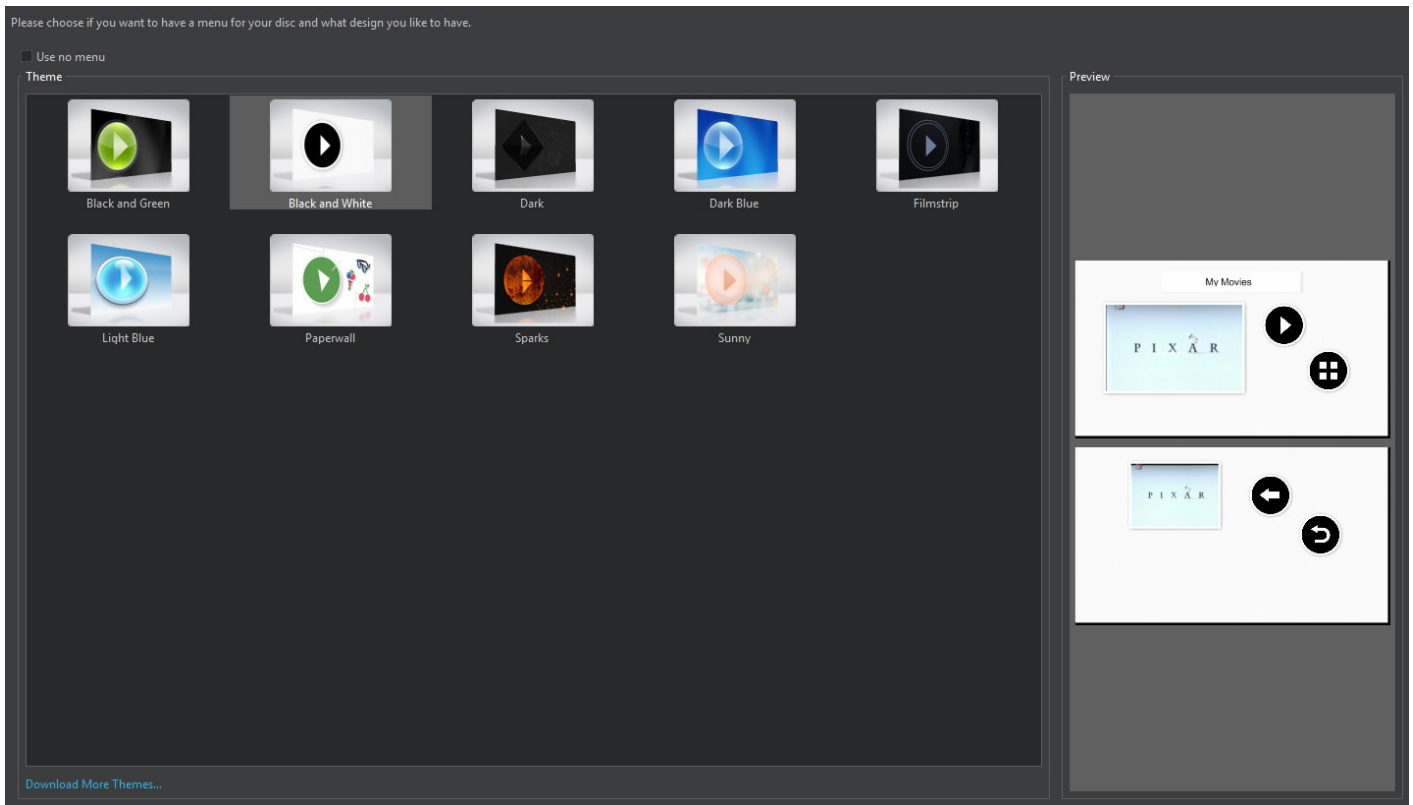 Please choose if you want to have a menu for your disc and what design you like to have.
Use no menu
Theme
Black and Green
Black and White
Dark
Dark Blue
Filmstrip
Light Blue
Paperwall
Sparks
Sunny
Download More Themes...
Preview
My Movies
PIXAR
PIXAR